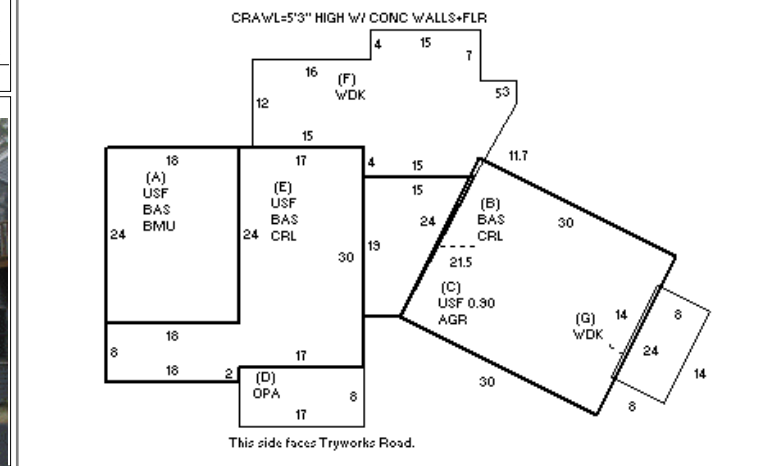 CRAWL=5'3" HIGH W/ CONC WALLS+FLR
4
15
7
16
(F)
WDK
53
12
15
18
17
4
15
11.7
15
(A)
USF
BAS
BMU
(E)
USF
BAS
CRL
(B)
BAS
CRL
24
24
24
30
19
30
21.5
(C)
USF 0.90
AGR
(G)
WDK
14
8
24
14
8
18
8
18
2
17
(D)
OPA
8
17
30
This side faces Tryworks Road.